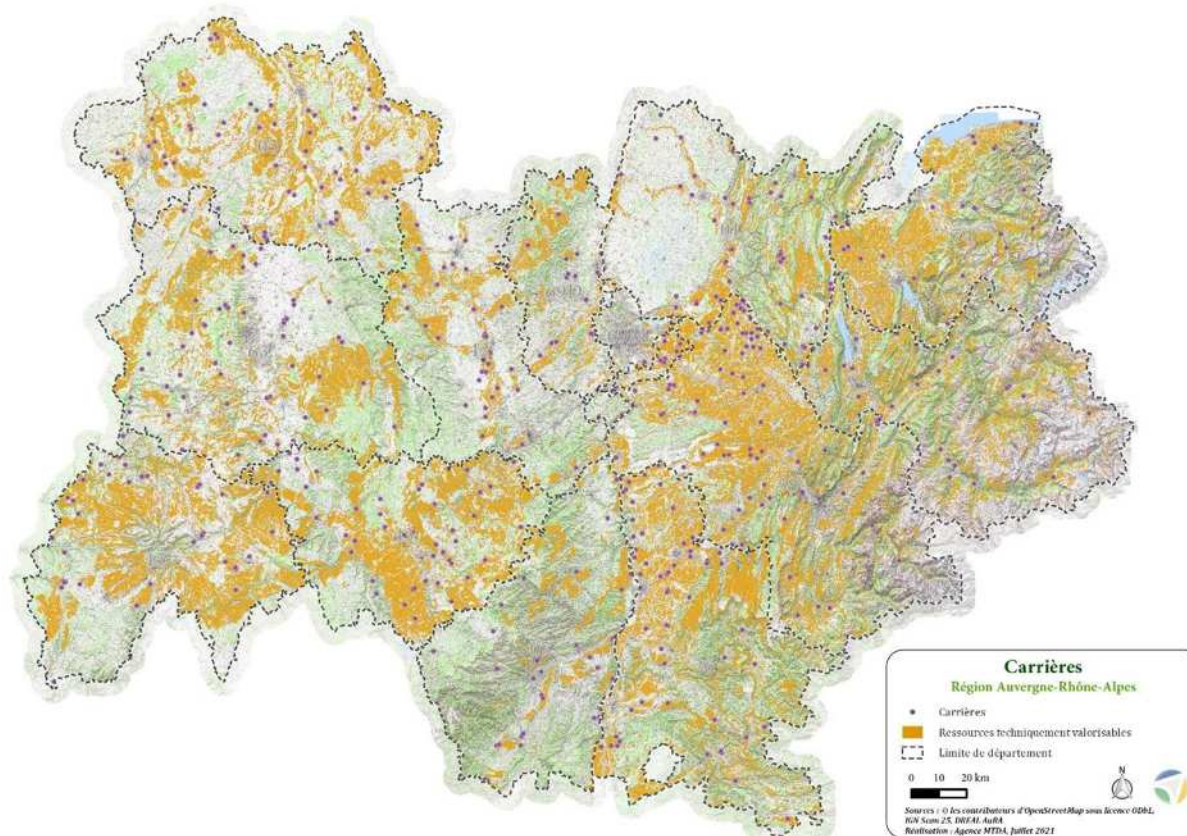 Carrières
Région Auvergne-Rhône-Alpes
Carrières
Ressources techniquement valorisables
Limite de département
0 10 20 km
N
Sources : © les contributeurs d'OpenStreetMap sous licence ODbL,
IGN Scan 25, DREAL AuRA
Réalisation : Agence MTDA, Juillet 2021